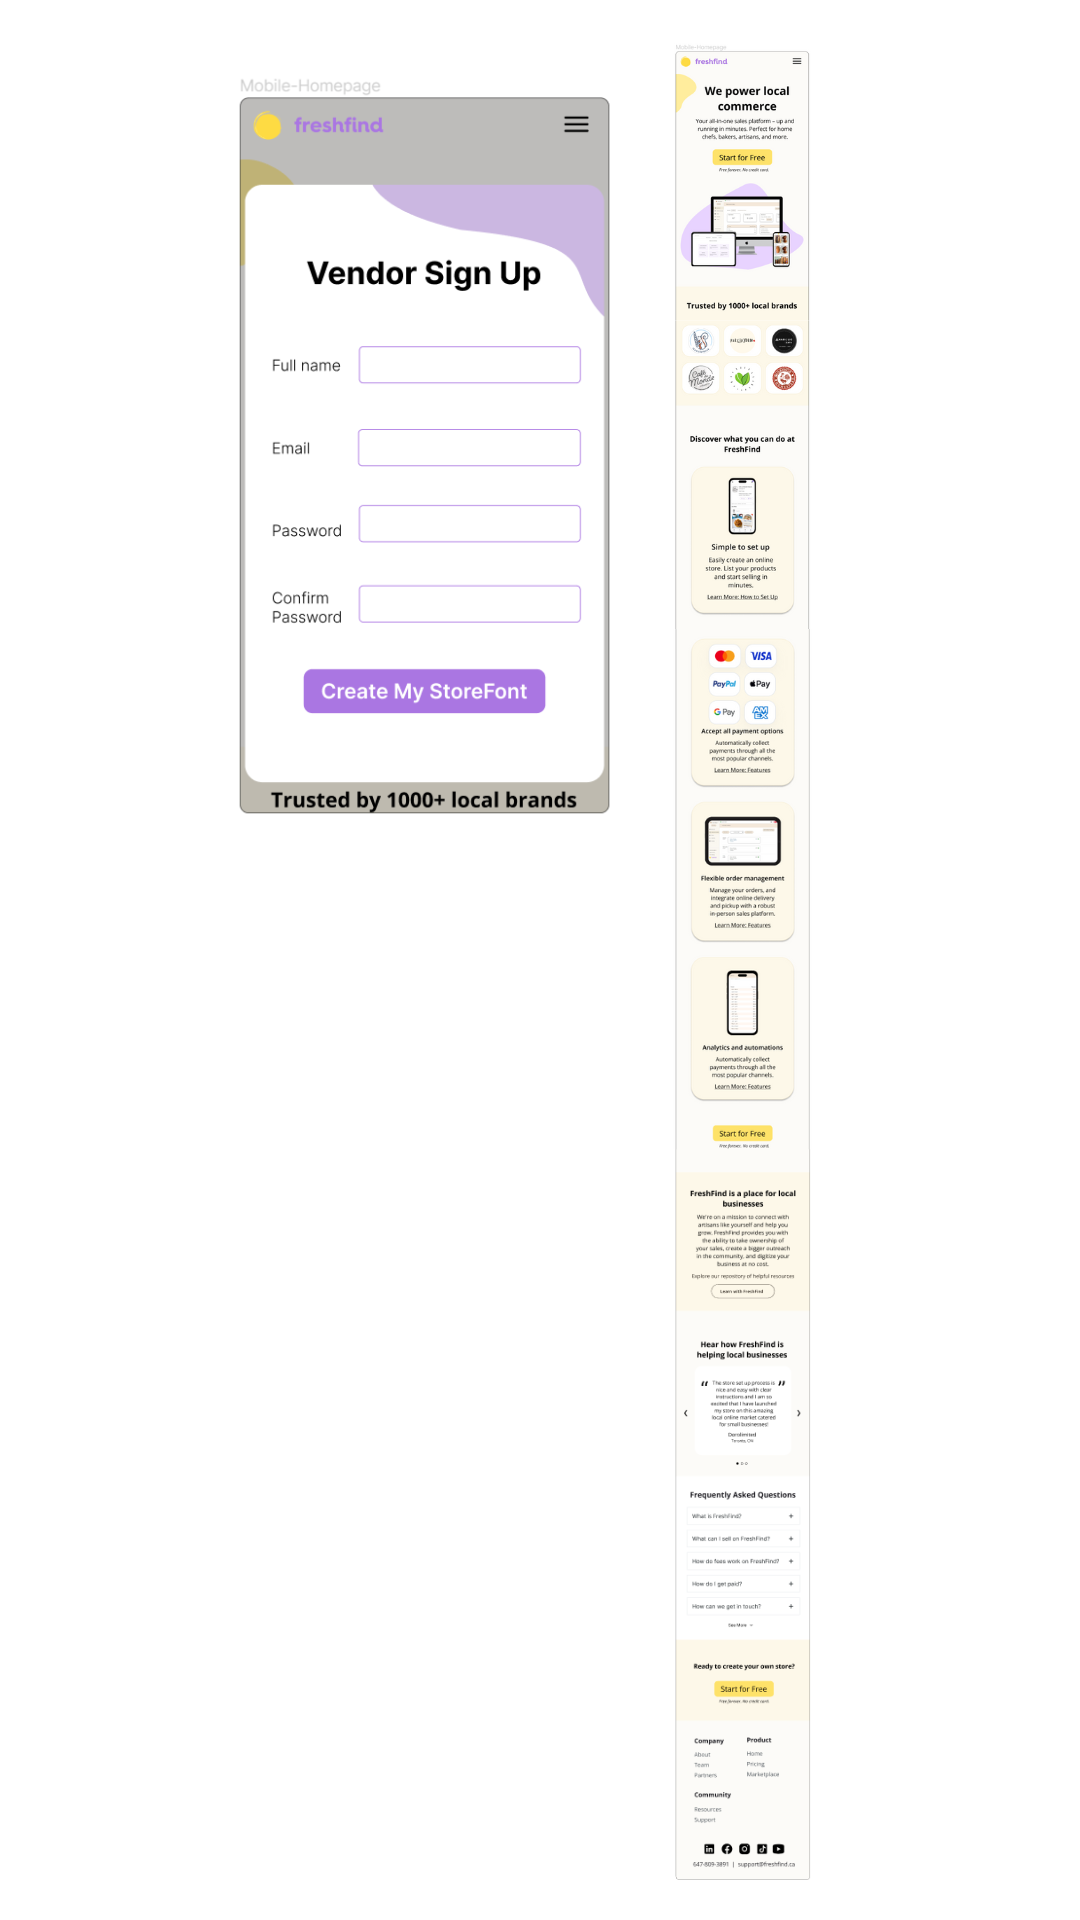 Mobile-Homepage
freshfind
Vendor Sign Up
Full name
Email
Password
Confirm
Password
Create My StoreFont
Trusted by 1000+ local brands
Mobile-Homepage
freshfind
We power local
commerce
Your all-in-one sales platform – up and
running in minutes. Perfect for home
chefs, bakers, artisans, and more.
Start for Free
Free forever. No credit card.
Trusted by 1000+ local brands
Café
Monde
Discover what you can do at
FreshFind
Simple to set up
Easily create an online
store. List your products
and start selling in
minutes.
Learn More: How to Set Up
VISA
PayPal
Pay
G Pay
AM
EX
Accept all payment options
Automatically collect
payments through all the
most popular channels.
Learn More: Features
Flexible order management
Manage your orders, and
integrate online delivery
and pickup with a robust
in-person sales platform.
Learn More: Features
Analytics and automations
Automatically collect
payments through all the
most popular channels.
Learn More: Features
Start for Free
Free forever. No credit card.
FreshFind is a place for local
businesses
We're on a mission to connect with
artisans like yourself and help you
grow. FreshFind provides you with
the ability to take ownership of
your sales, create a bigger outreach
in the community, and digitize your
business at no cost.
Explore our repository of helpful resources
Learn with FreshFind
Hear how FreshFind is
helping local businesses
“ The store set up process is ”
nice and easy with clear
instructions and I am so
excited that I have launched
my store on this amazing
local online market catered
for small businesses!
Toronto, ON
Frequently Asked Questions
What is FreshFind? +
What can I sell on FreshFind? +
How do fees work on FreshFind? +
How do I get paid? +
How can we get in touch? +
See More
Ready to create your own store?
Start for Free
Free forever. No credit card.
Company
About
Team
Partners
Product
Home
Pricing
Marketplace
Community
Resources
Support
647-809-3891 | support@freshfind.ca